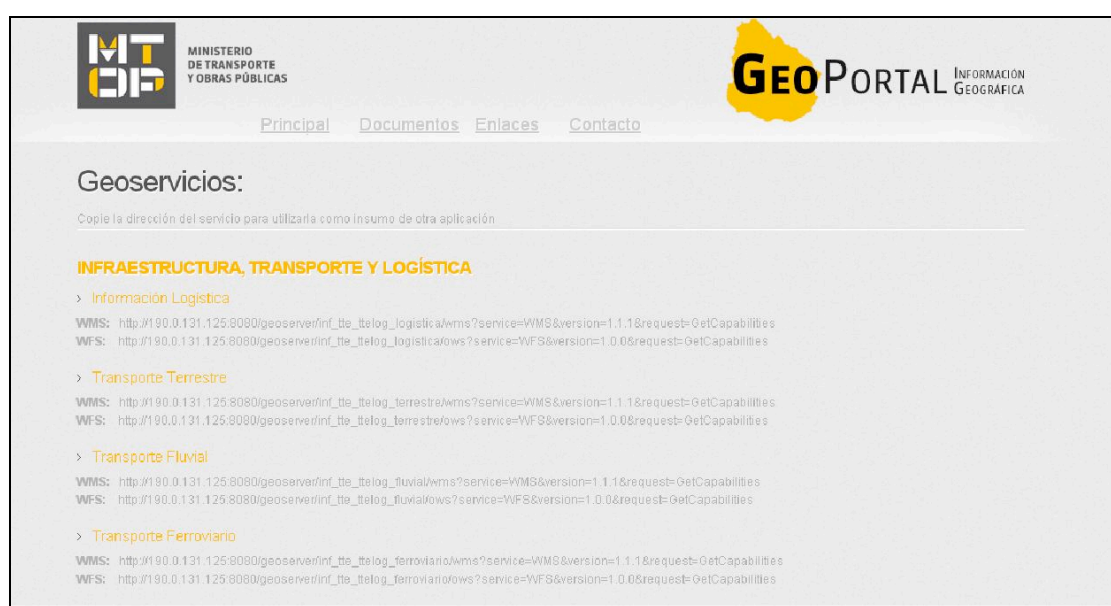 MT
OP
MINISTERIO
DE TRANSPORTE
Y OBRAS PÚBLICAS
GEOPORTAL INFORMACIÓN
GEOGRÁFICA
Principal Documentos Enlaces Contacto
Geoservicios:
Copie la dirección del servicio para utilizarla como insumo de otra aplicación
INFRAESTRUCTURA, TRANSPORTE Y LOGÍSTICA
› Información Logística
WMS: http://190.0.131.125:8080/geoserver/inf_tte_ttelog_logistica/wms?service=WMS&version=1.1.1&request=GetCapabilities
WFS: http://190.0.131.125:8080/geoserver/inf_tte_ttelog_logistica/ows?service=WFS&version=1.0.0&request=GetCapabilities
› Transporte Terrestre
WMS: http://190.0.131.125:8080/geoserver/inf_tte_ttelog_terrestre/wms?service=WMS&version=1.1.1&request=GetCapabilities
WFS: http://190.0.131.125:8080/geoserver/inf_tte_ttelog_terrestre/ows?service=WFS&version=1.0.0&request=GetCapabilities
› Transporte Fluvial
WMS: http://190.0.131.125:8080/geoserver/inf_tte_ttelog_fluvial/wms?service=WMS&version=1.1.1&request=GetCapabilities
WFS: http://190.0.131.125:8080/geoserver/inf_tte_ttelog_fluvial/ows?service=WFS&version=1.0.0&request=GetCapabilities
› Transporte Ferroviario
WMS: http://190.0.131.125:8080/geoserver/inf_tte_ttelog_ferroviario/wms?service=WMS&version=1.1.1&request=GetCapabilities
WFS: http://190.0.131.125:8080/geoserver/inf_tte_ttelog_ferroviario/ows?service=WFS&version=1.0.0&request=GetCapabilities